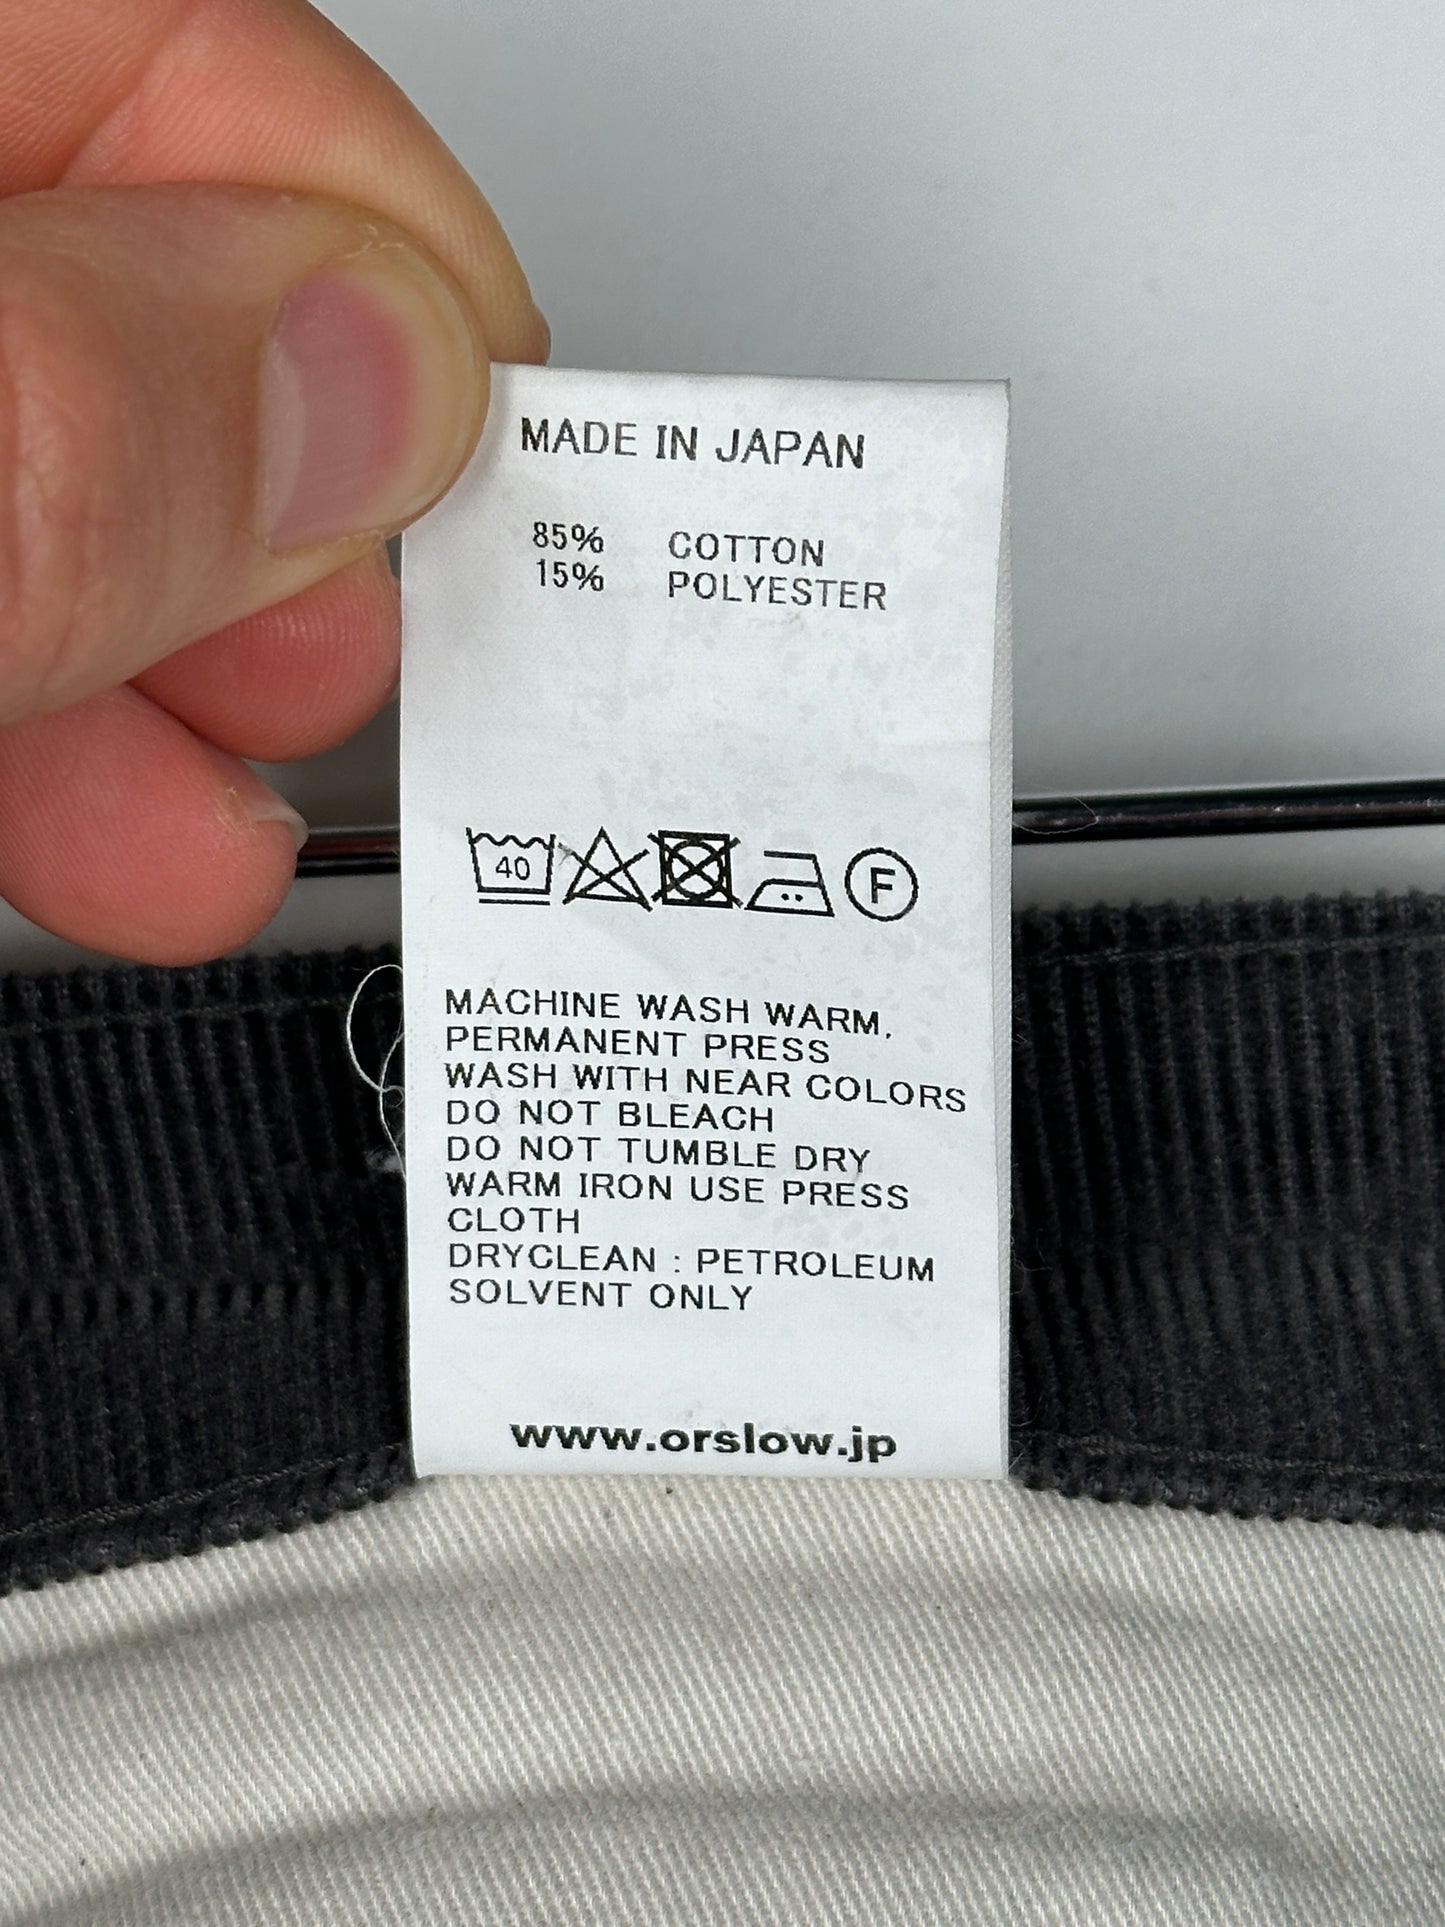 MADE IN JAPAN
85% COTTON
15% POLYESTER
40 F
MACHINE WASH WARM,
PERMANENT PRESS
WASH WITH NEAR COLORS
DO NOT BLEACH
DO NOT TUMBLE DRY
WARM IRON USE PRESS
CLOTH
DRYCLEAN : PETROLEUM
SOLVENT ONLY
www.orslow.jp